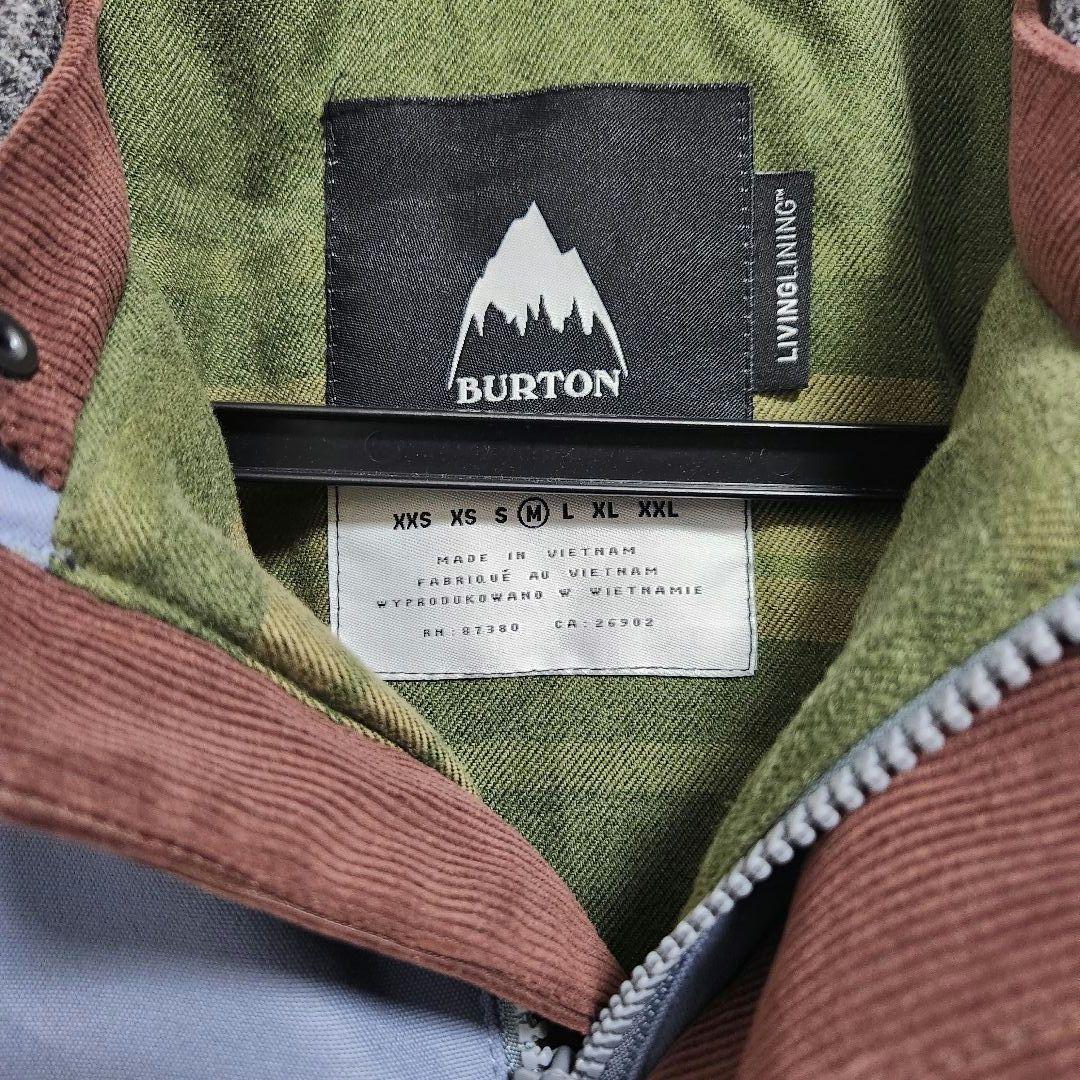 BURTON
LIVINGLINING™
XXS XS S M L XL XXL
MADE IN VIETNAM
FABRIQUÉ AU VIETNAM
WYPRODUKOWANO W WIETNAMIE
RN:87380 CA:26902